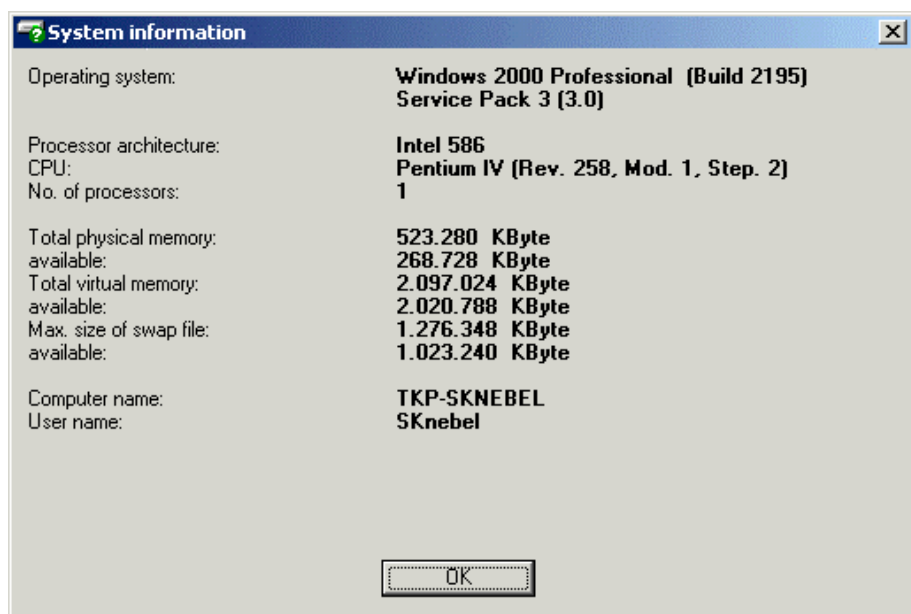 System information
Operating system: Windows 2000 Professional (Build 2195)
Service Pack 3 (3.0)
Processor architecture: Intel 586
CPU: Pentium IV (Rev. 258, Mod. 1, Step. 2)
No. of processors: 1
Total physical memory: 523.280 KByte
available: 268.728 KByte
Total virtual memory: 2.097.024 KByte
available: 2.020.788 KByte
Max. size of swap file: 1.276.348 KByte
available: 1.023.240 KByte
Computer name: TKP-SKNEBEL
User name: SKnebel
OK